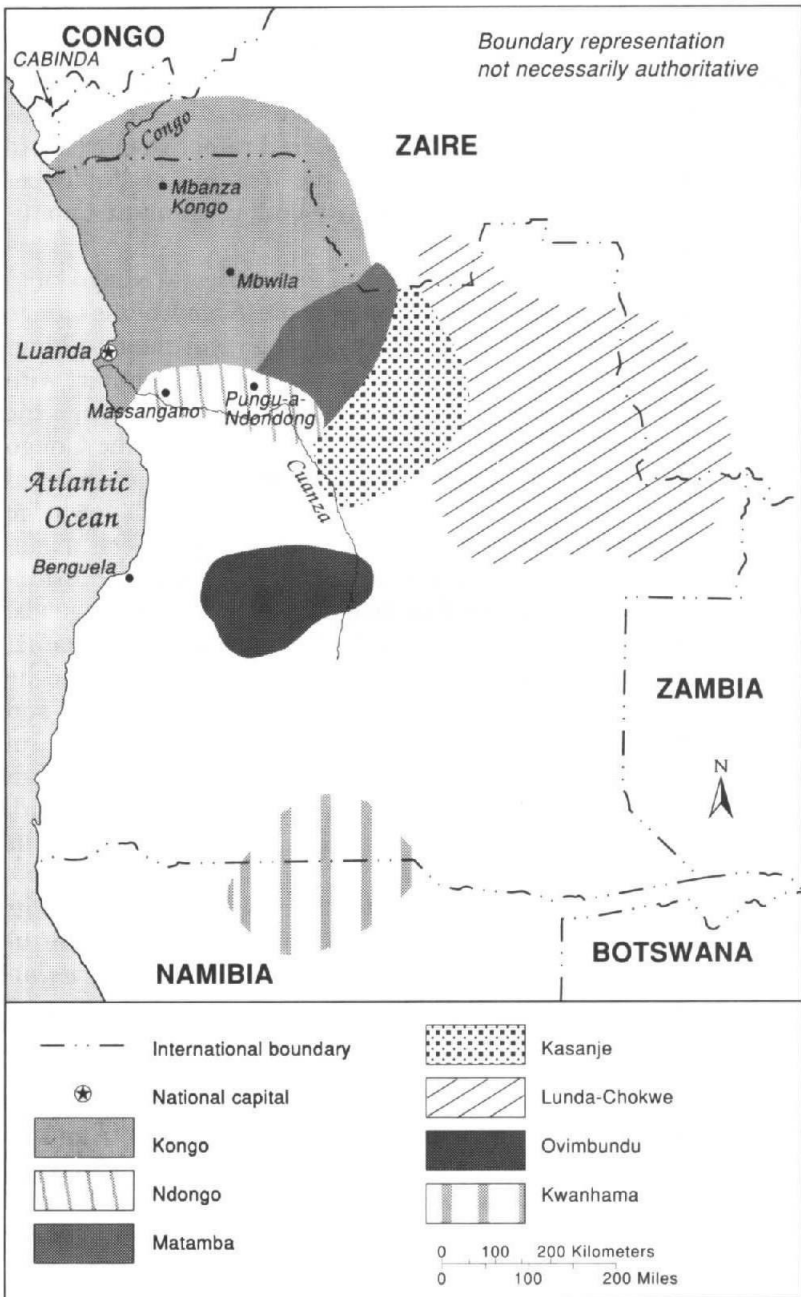 CONGO
CABINDA
Boundary representation
not necessarily authoritative
Congo
ZAIRE
Mbanza
Kongo
Mbwila
Luanda
Massangano
Pungu-a-
Ndondong
Cuanza
Atlantic
Ocean
Benguela
ZAMBIA
N
NAMIBIA
BOTSWANA
International boundary
National capital
Kongo
Ndongo
Matamba
Kasanje
Lunda-Chokwe
Ovimbundu
Kwanhama
0 100 200 Kilometers
0 100 200 Miles